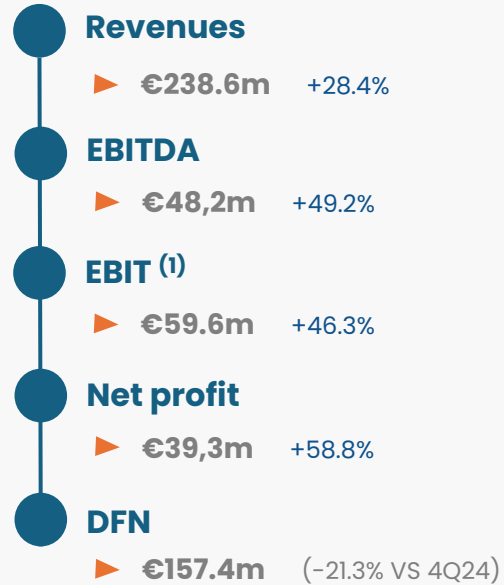 Revenues
€238.6m +28.4%
EBITDA
€48,2m +49.2%
EBIT (1)
€59.6m +46.3%
Net profit
€39,3m +58.8%
DFN
€157.4m (-21.3% VS 4Q24)